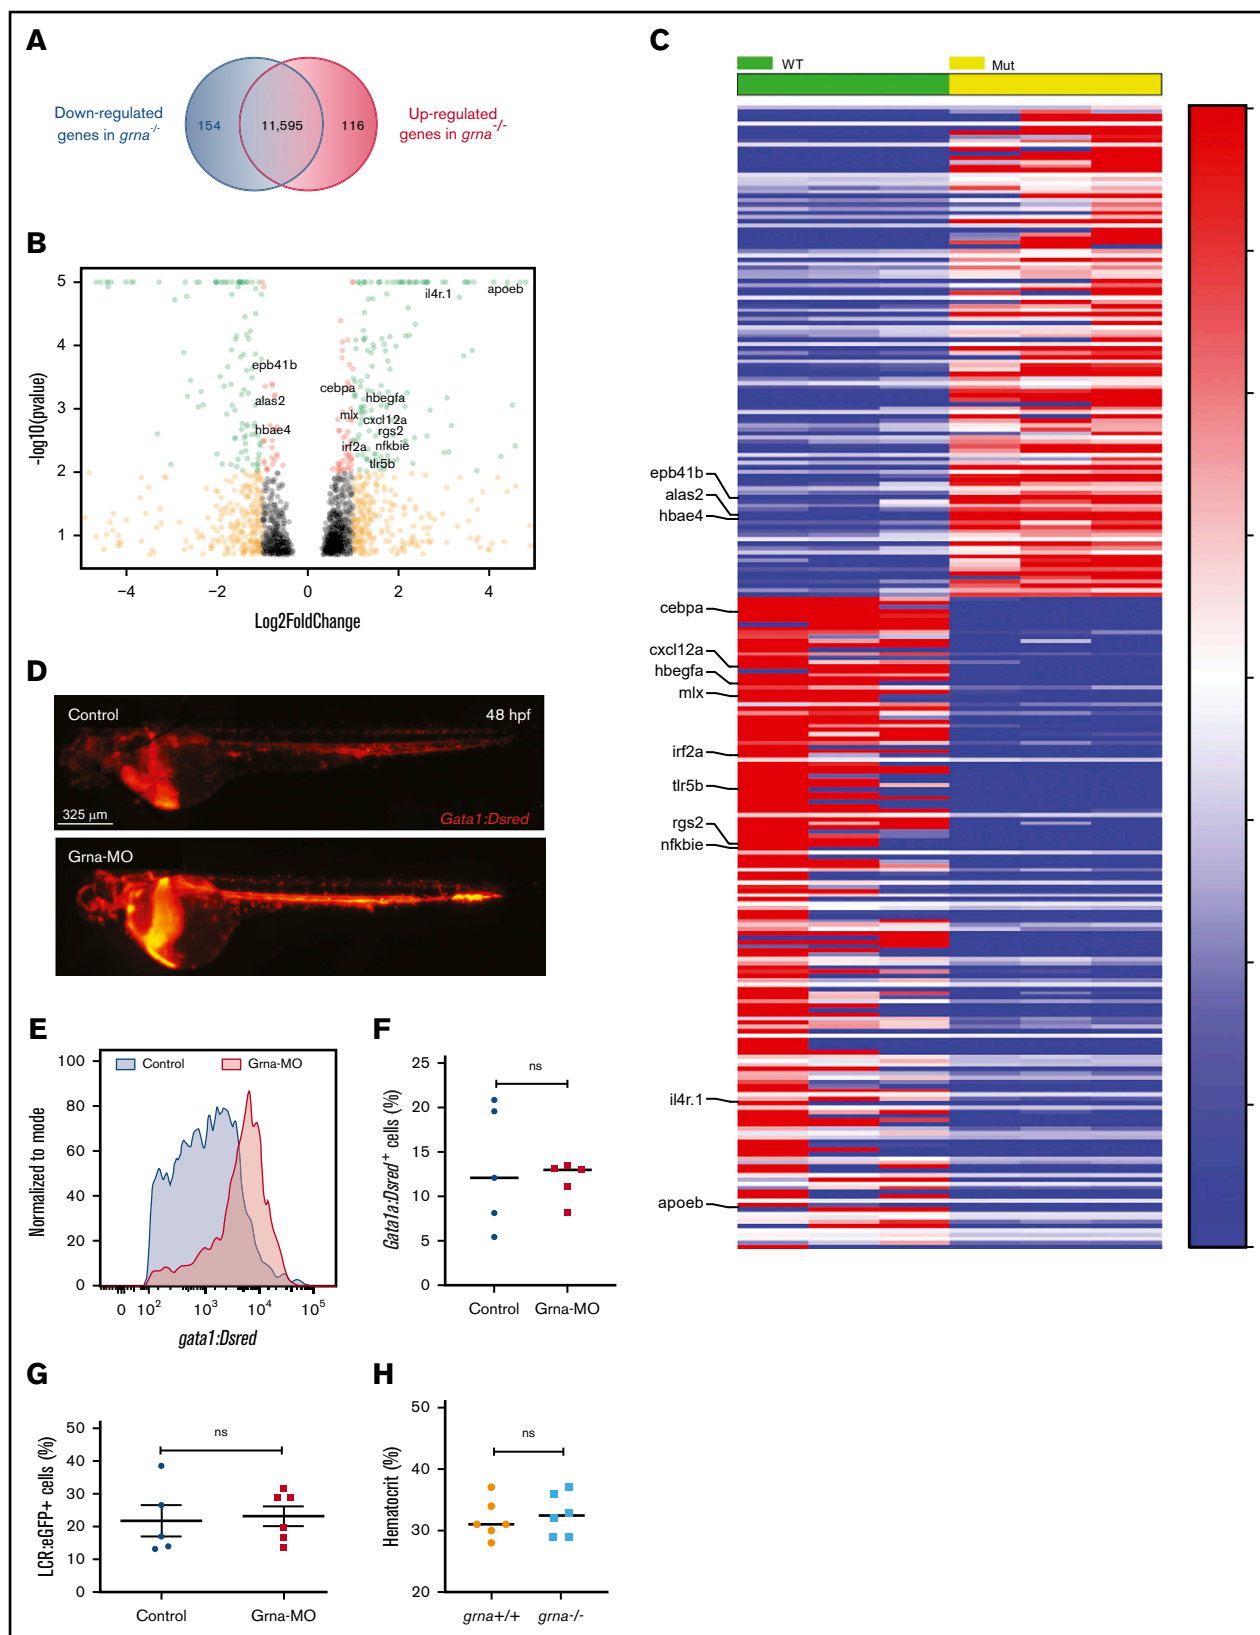 A
Down-regulated
genes in grna-/-
154
11,595
116
Up-regulated
genes in grna-/-
B
5
4
3
2
1
-log10(pvalue)
il4r.1
apoeb
epb41b
alas2
hbae4
cebpa
hbegfa
mlx
cxcl12a
rgs2
irf2a
nfkbie
tlr5b
−4
−2
0
2
4
Log2FoldChange
C
WT
Mut
epb41b
alas2
hbae4
cebpa
cxcl12a
hbegfa
mlx
irf2a
tlr5b
rgs2
nfkbie
il4r.1
apoeb
D
Control
48 hpf
325 µm
Gata1:Dsred
Grna-MO
E
100
80
60
40
20
0
Normalized to mode
Control
Grna-MO
0
10²
10³
10⁴
10⁵
gata1:Dsred
F
25
20
15
10
5
0
Gata1a:Dsred+ cells (%)
ns
Control
Grna-MO
G
50
40
30
20
10
0
LCR:eGFP+ cells (%)
ns
Control
Grna-MO
H
50
40
30
20
Hematocrit (%)
ns
grna+/+
grna-/-